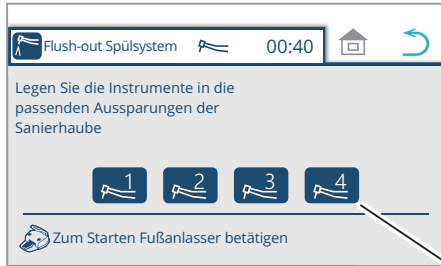 Flush-out Spülsystem 00:40
Legen Sie die Instrumente in die
passenden Aussparungen der
Sanierhaube
1 2 3 4
Zum Starten Fußanlasser betätigen